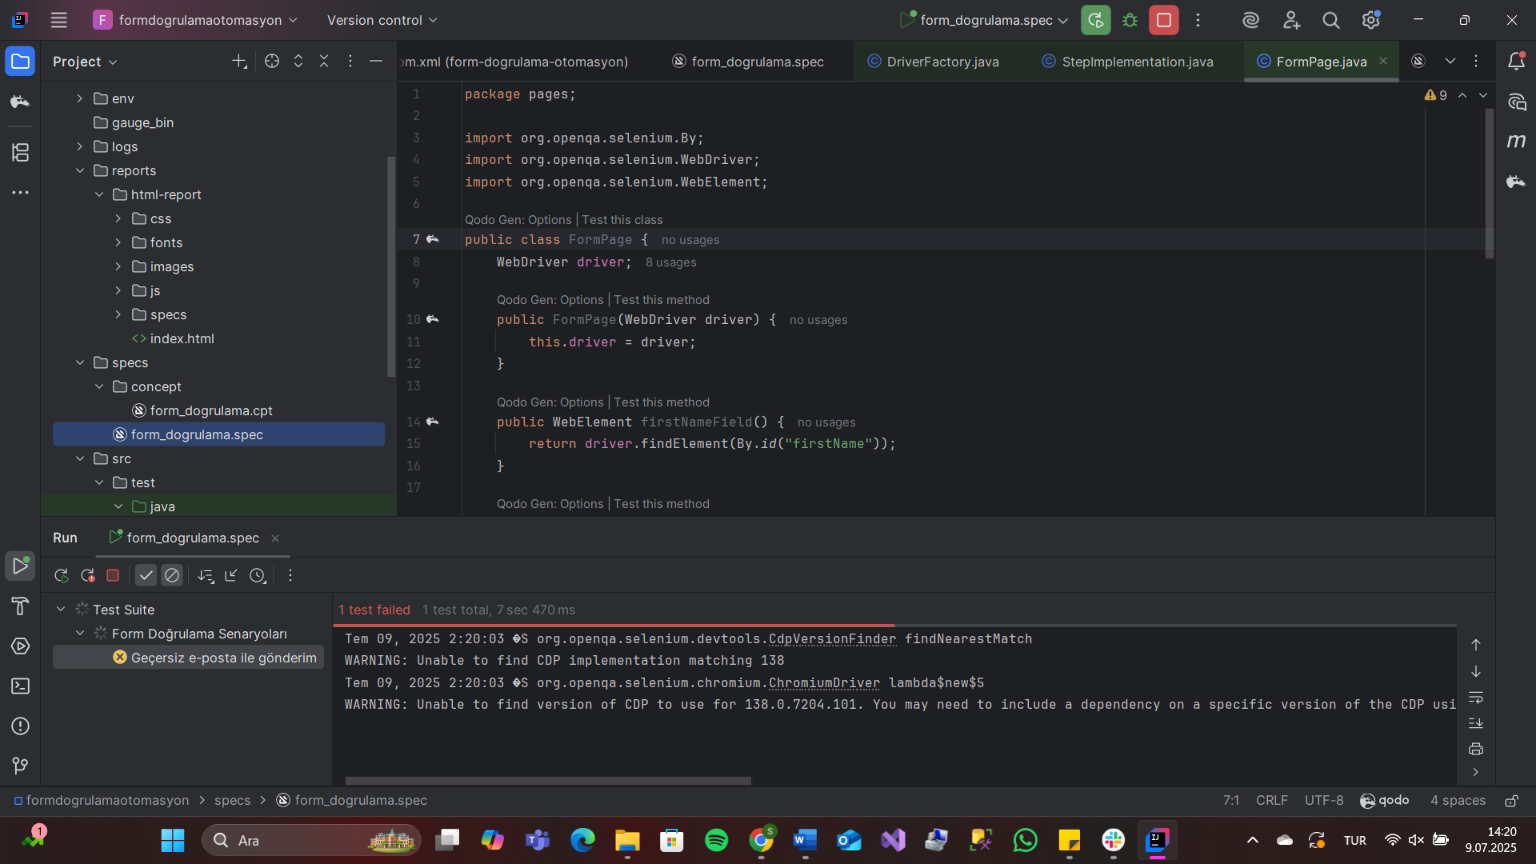 F formdogrulamaotomasyon Version control form_dogrulama.spec
Project
om.xml (form-dogrulama-otomasyon) form_dogrulama.spec DriverFactory.java StepImplementation.java FormPage.java
env
gauge_bin
logs
reports
html-report
css
fonts
images
js
specs
index.html
specs
concept
form_dogrulama.cpt
form_dogrulama.spec
src
test
java
9
1 package pages;
2
3 import org.openqa.selenium.By;
4 import org.openqa.selenium.WebDriver;
5 import org.openqa.selenium.WebElement;
6
Qodo Gen: Options | Test this class
7 public class FormPage { no usages
8 WebDriver driver; 8 usages
9
Qodo Gen: Options | Test this method
10 public FormPage(WebDriver driver) { no usages
11 this.driver = driver;
12 }
13
Qodo Gen: Options | Test this method
14 public WebElement firstNameField() { no usages
15 return driver.findElement(By.id("firstName"));
16 }
17
Qodo Gen: Options | Test this method
m
Run form_dogrulama.spec
Test Suite
Form Doğrulama Senaryoları
Geçersiz e-posta ile gönderim
1 test failed 1 test total, 7 sec 470 ms
Tem 09, 2025 2:20:03 �S org.openqa.selenium.devtools.CdpVersionFinder findNearestMatch
WARNING: Unable to find CDP implementation matching 138
Tem 09, 2025 2:20:03 �S org.openqa.selenium.chromium.ChromiumDriver lambda$new$5
WARNING: Unable to find version of CDP to use for 138.0.7204.101. You may need to include a dependency on a specific version of the CDP usi
formdogrulamaotomasyon > specs > form_dogrulama.spec
7:1 CRLF UTF-8 qodo 4 spaces
1
Ara
S
TUR
14:20
9.07.2025